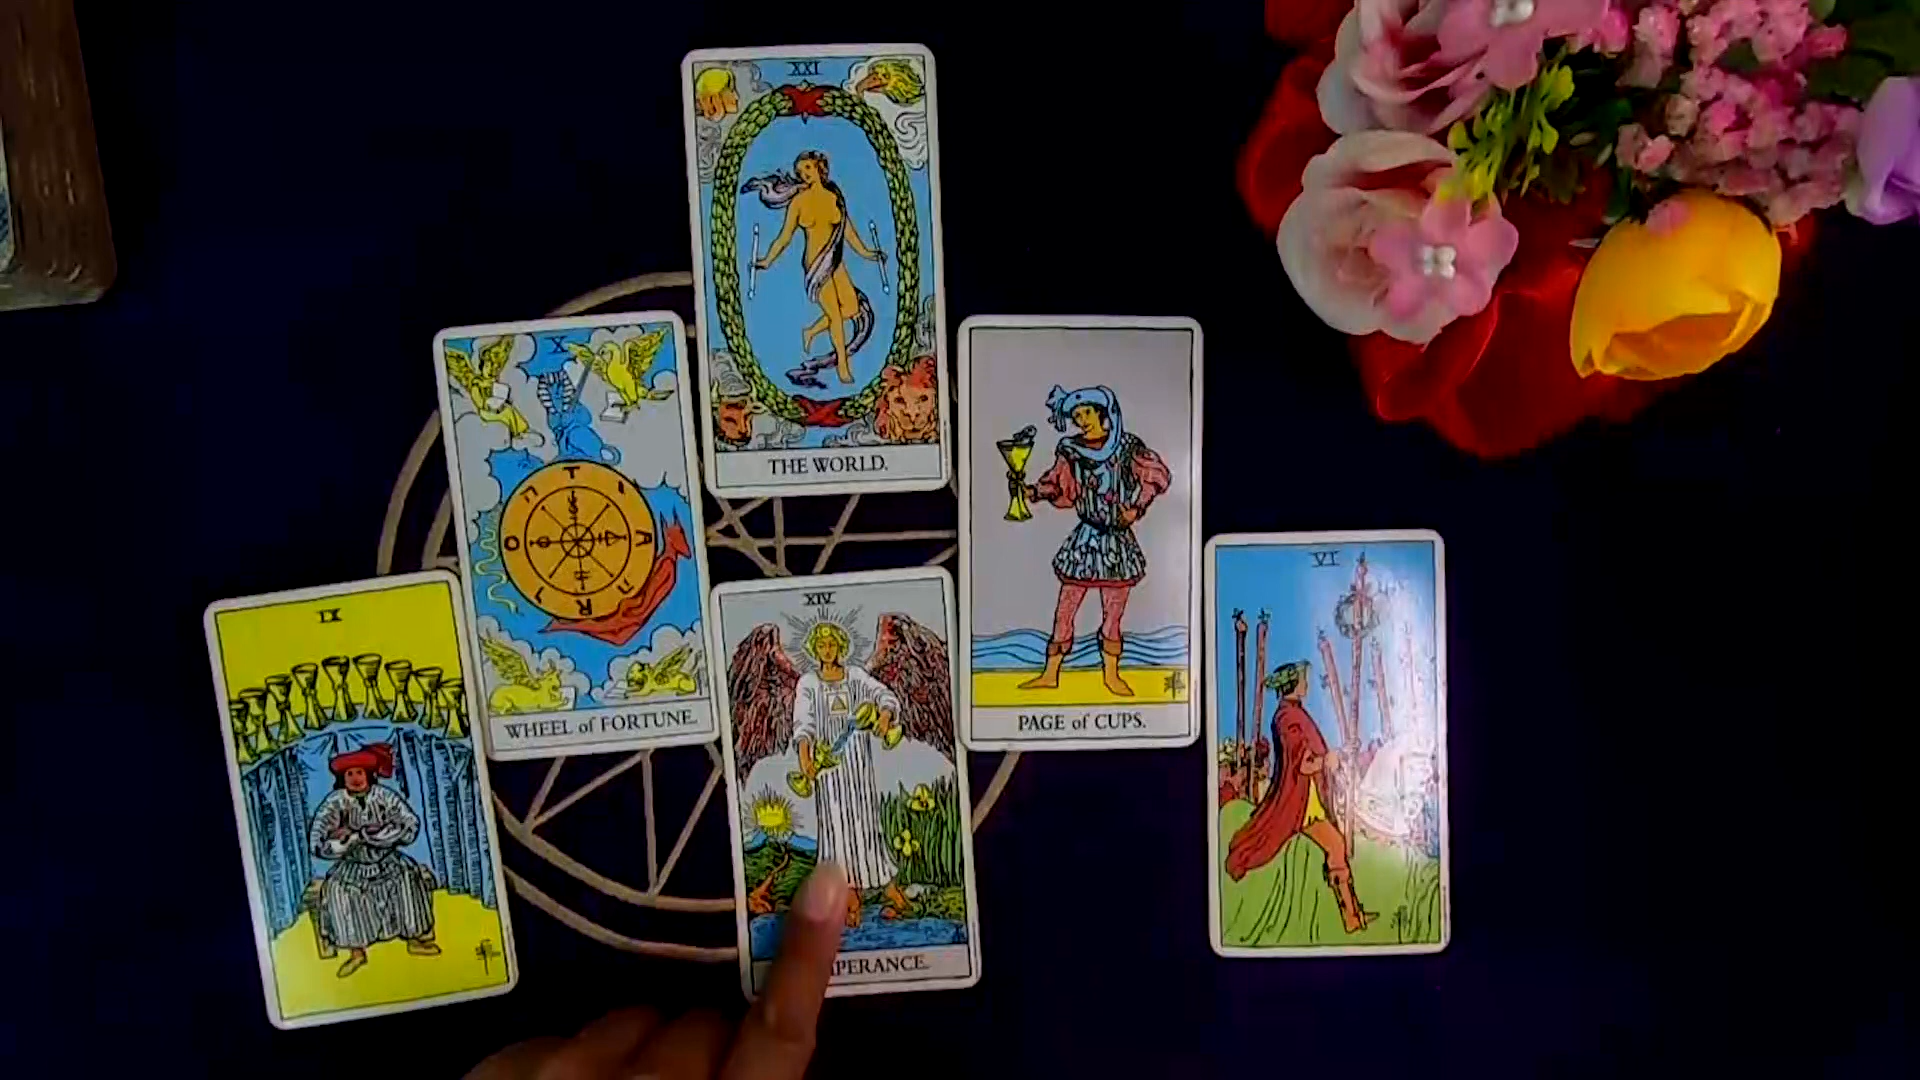 XXI
THE WORLD.
X
T
A
R
O
WHEEL of FORTUNE.
PAGE of CUPS.
VI
IX
XIV
PERANCE.